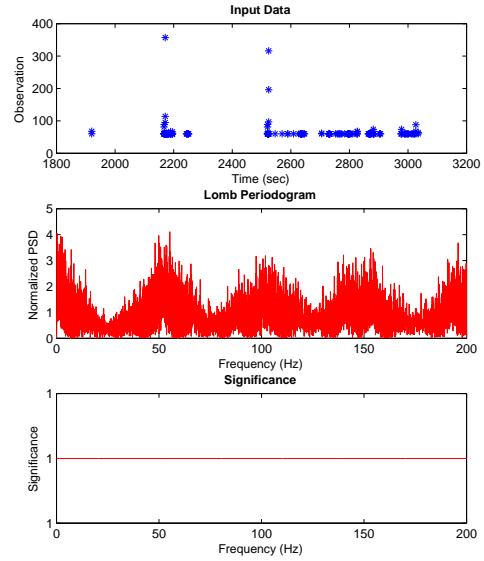 Input Data
400
300
200
100
0
Observation
1800 2000 2200 2400 2600 2800 3000 3200
Time (sec)
Lomb Periodogram
5
4
3
2
1
0
Normalized PSD
0 50 100 150 200
Frequency (Hz)
Significance
1
1
1
Significance
0 50 100 150 200
Frequency (Hz)